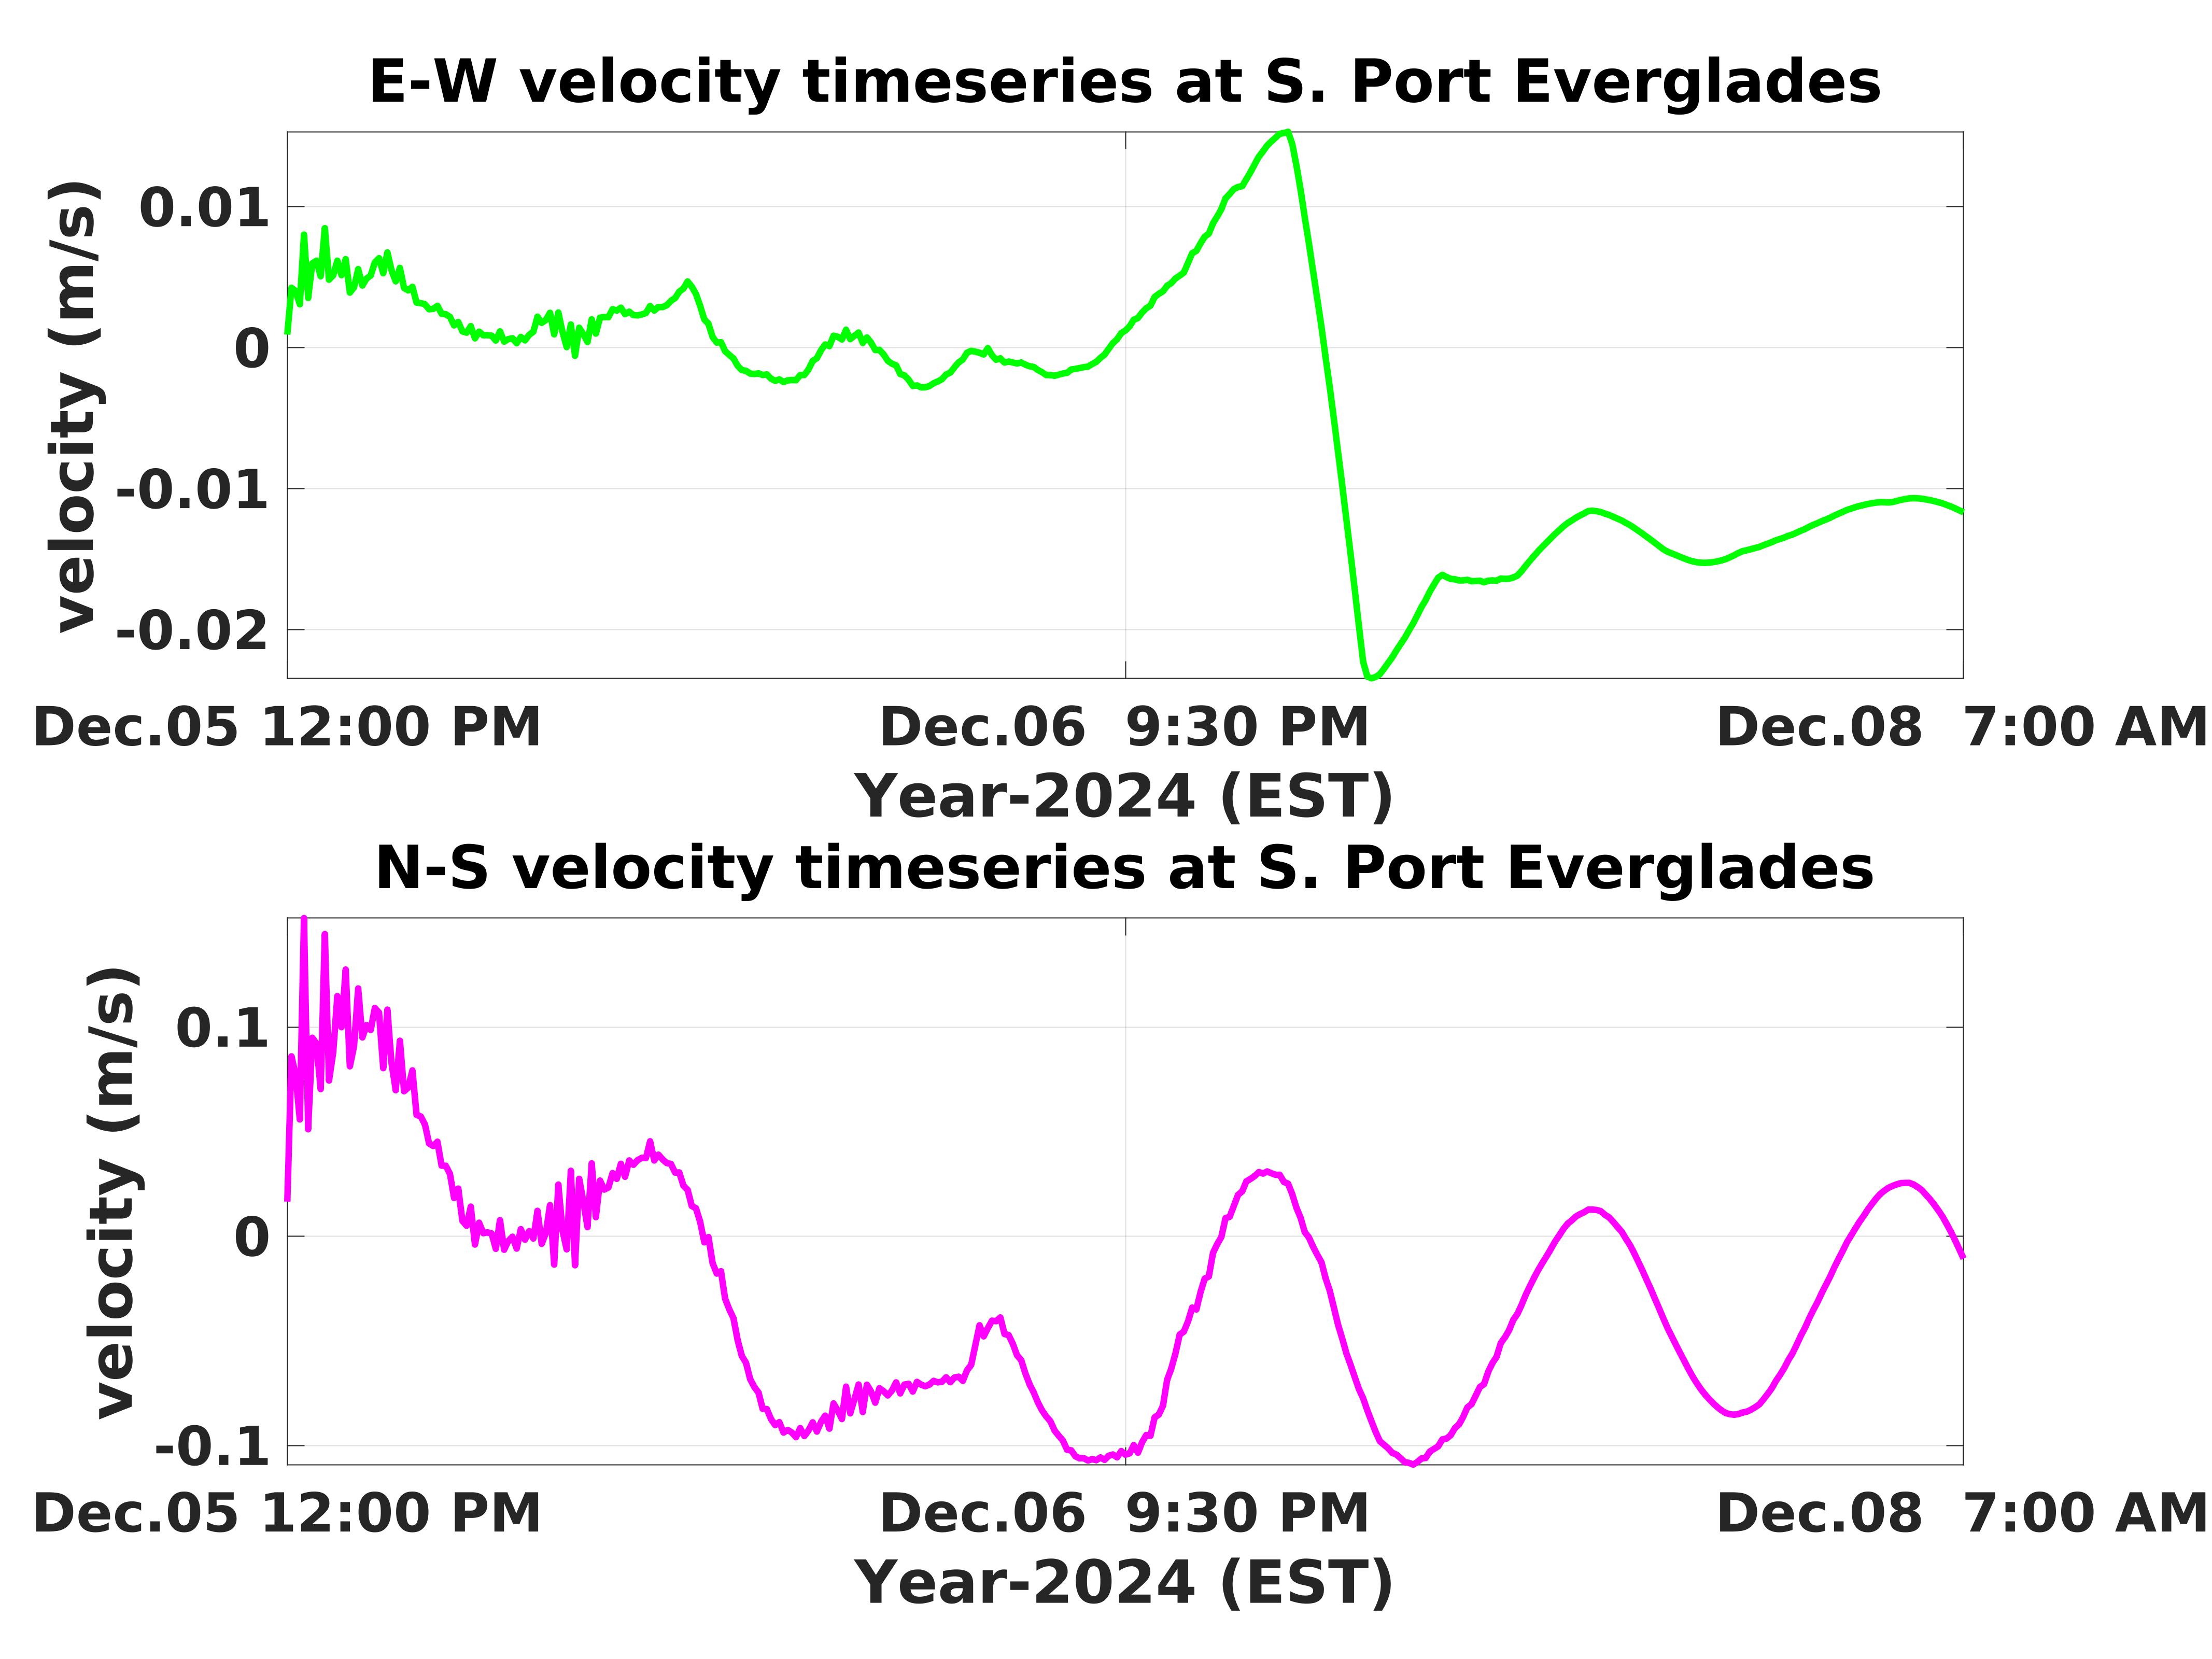 E-W velocity timeseries at S. Port Everglades
velocity (m/s)
0.01
0
-0.01
-0.02
Dec.05 12:00 PM
Dec.06  9:30 PM
Dec.08  7:00 AM
Year-2024 (EST)
N-S velocity timeseries at S. Port Everglades
velocity (m/s)
0.1
0
-0.1
Dec.05 12:00 PM
Dec.06  9:30 PM
Dec.08  7:00 AM
Year-2024 (EST)